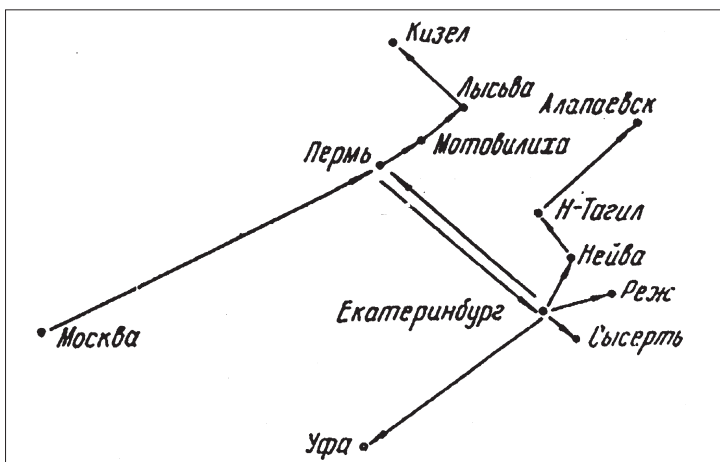 Кизел
Лысьва
Алапаевск
Мотовилиха
Пермь
Н-Тагил
Нейва
Реж
Екатеринбург
Сысерть
Москва
Уфа